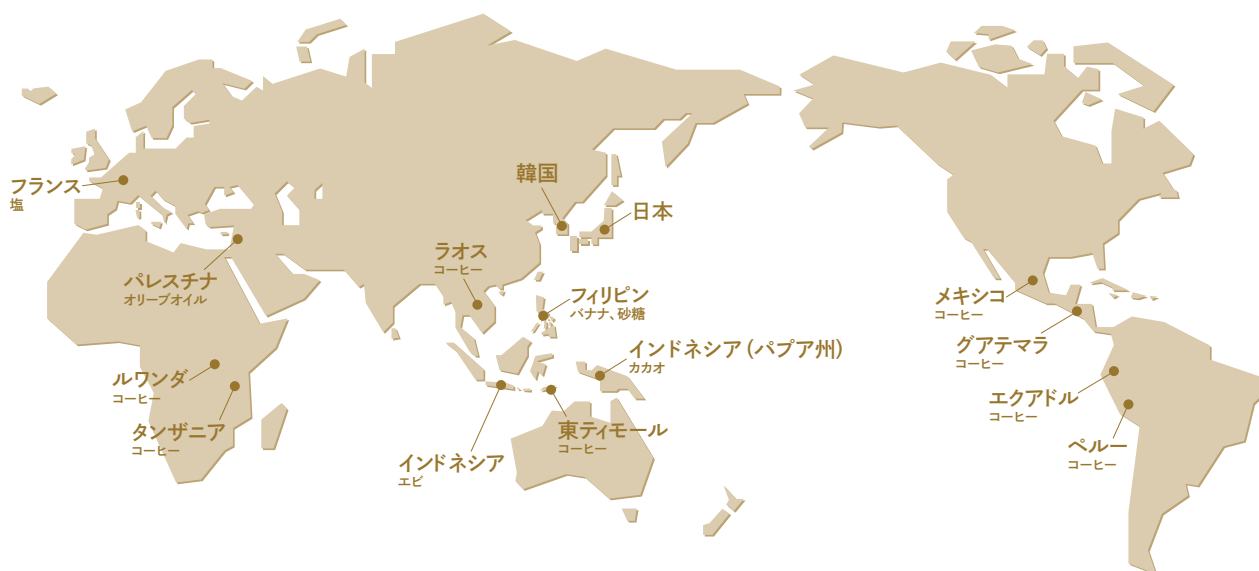 フランス
塩
パレスチナ
オリーブオイル
ルワンダ
コーヒー
タンザニア
コーヒー
韓国
日本
ラオス
コーヒー
フィリピン
バナナ、砂糖
インドネシア（パプア州）
カカオ
東ティモール
コーヒー
インドネシア
エビ
メキシコ
コーヒー
グアテマラ
コーヒー
エクアドル
コーヒー
ペルー
コーヒー